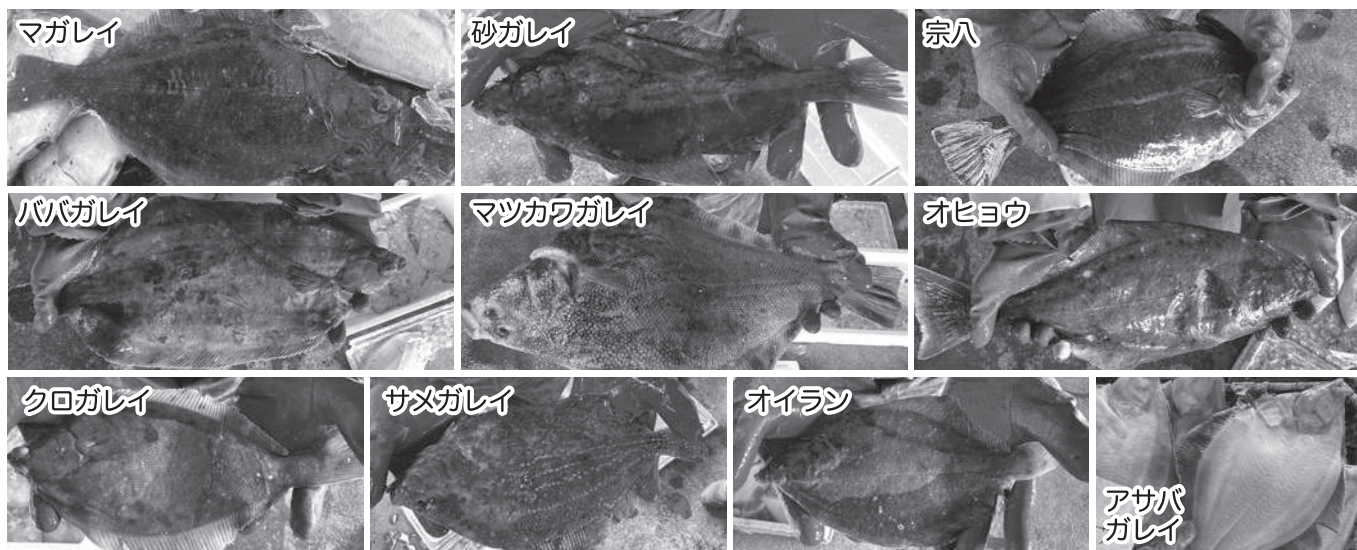 マガレイ
砂ガレイ
宗八
ババガレイ
マツカワガレイ
オヒョウ
クロガレイ
サメガレイ
オイラン
アサバ
ガレイ